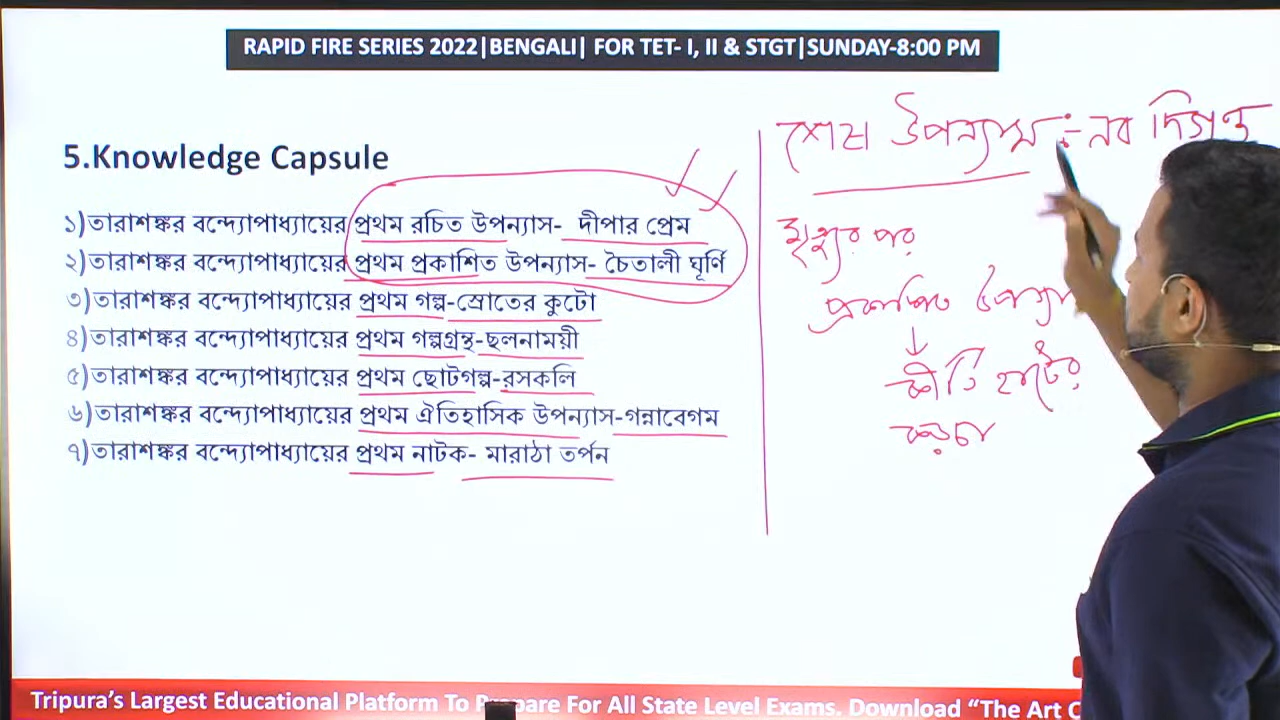 RAPID FIRE SERIES 2022|BENGALI| FOR TET- I, II & STGT|SUNDAY-8:00 PM
5.Knowledge Capsule
১)তারাশঙ্কর বন্দ্যোপাধ্যায়ের প্রথম রচিত উপন্যাস- দীপার প্রেম
২)তারাশঙ্কর বন্দ্যোপাধ্যায়ের প্রথম প্রকাশিত উপন্যাস- চৈতালী ঘূর্ণি
৩)তারাশঙ্কর বন্দ্যোপাধ্যায়ের প্রথম গল্প-স্রোতের কুটো
৪)তারাশঙ্কর বন্দ্যোপাধ্যায়ের প্রথম গল্পগ্রন্থ-ছলনাময়ী
৫)তারাশঙ্কর বন্দ্যোপাধ্যায়ের প্রথম ছোটগল্প-রসকলি
৬)তারাশঙ্কর বন্দ্যোপাধ্যায়ের প্রথম ঐতিহাসিক উপন্যাস-গন্নাবেগম
৭)তারাশঙ্কর বন্দ্যোপাধ্যায়ের প্রথম নাটক- মারাঠা তর্পন
শেষ উপন্যাস :- নব দিগন্ত
মৃত্যুর পর
প্রকাশিত উপন্যা
↓
কীর্তি হাটের
কড়চা
Tripura's Largest Educational Platform To Prepare For All State Level Exams. Download "The Art